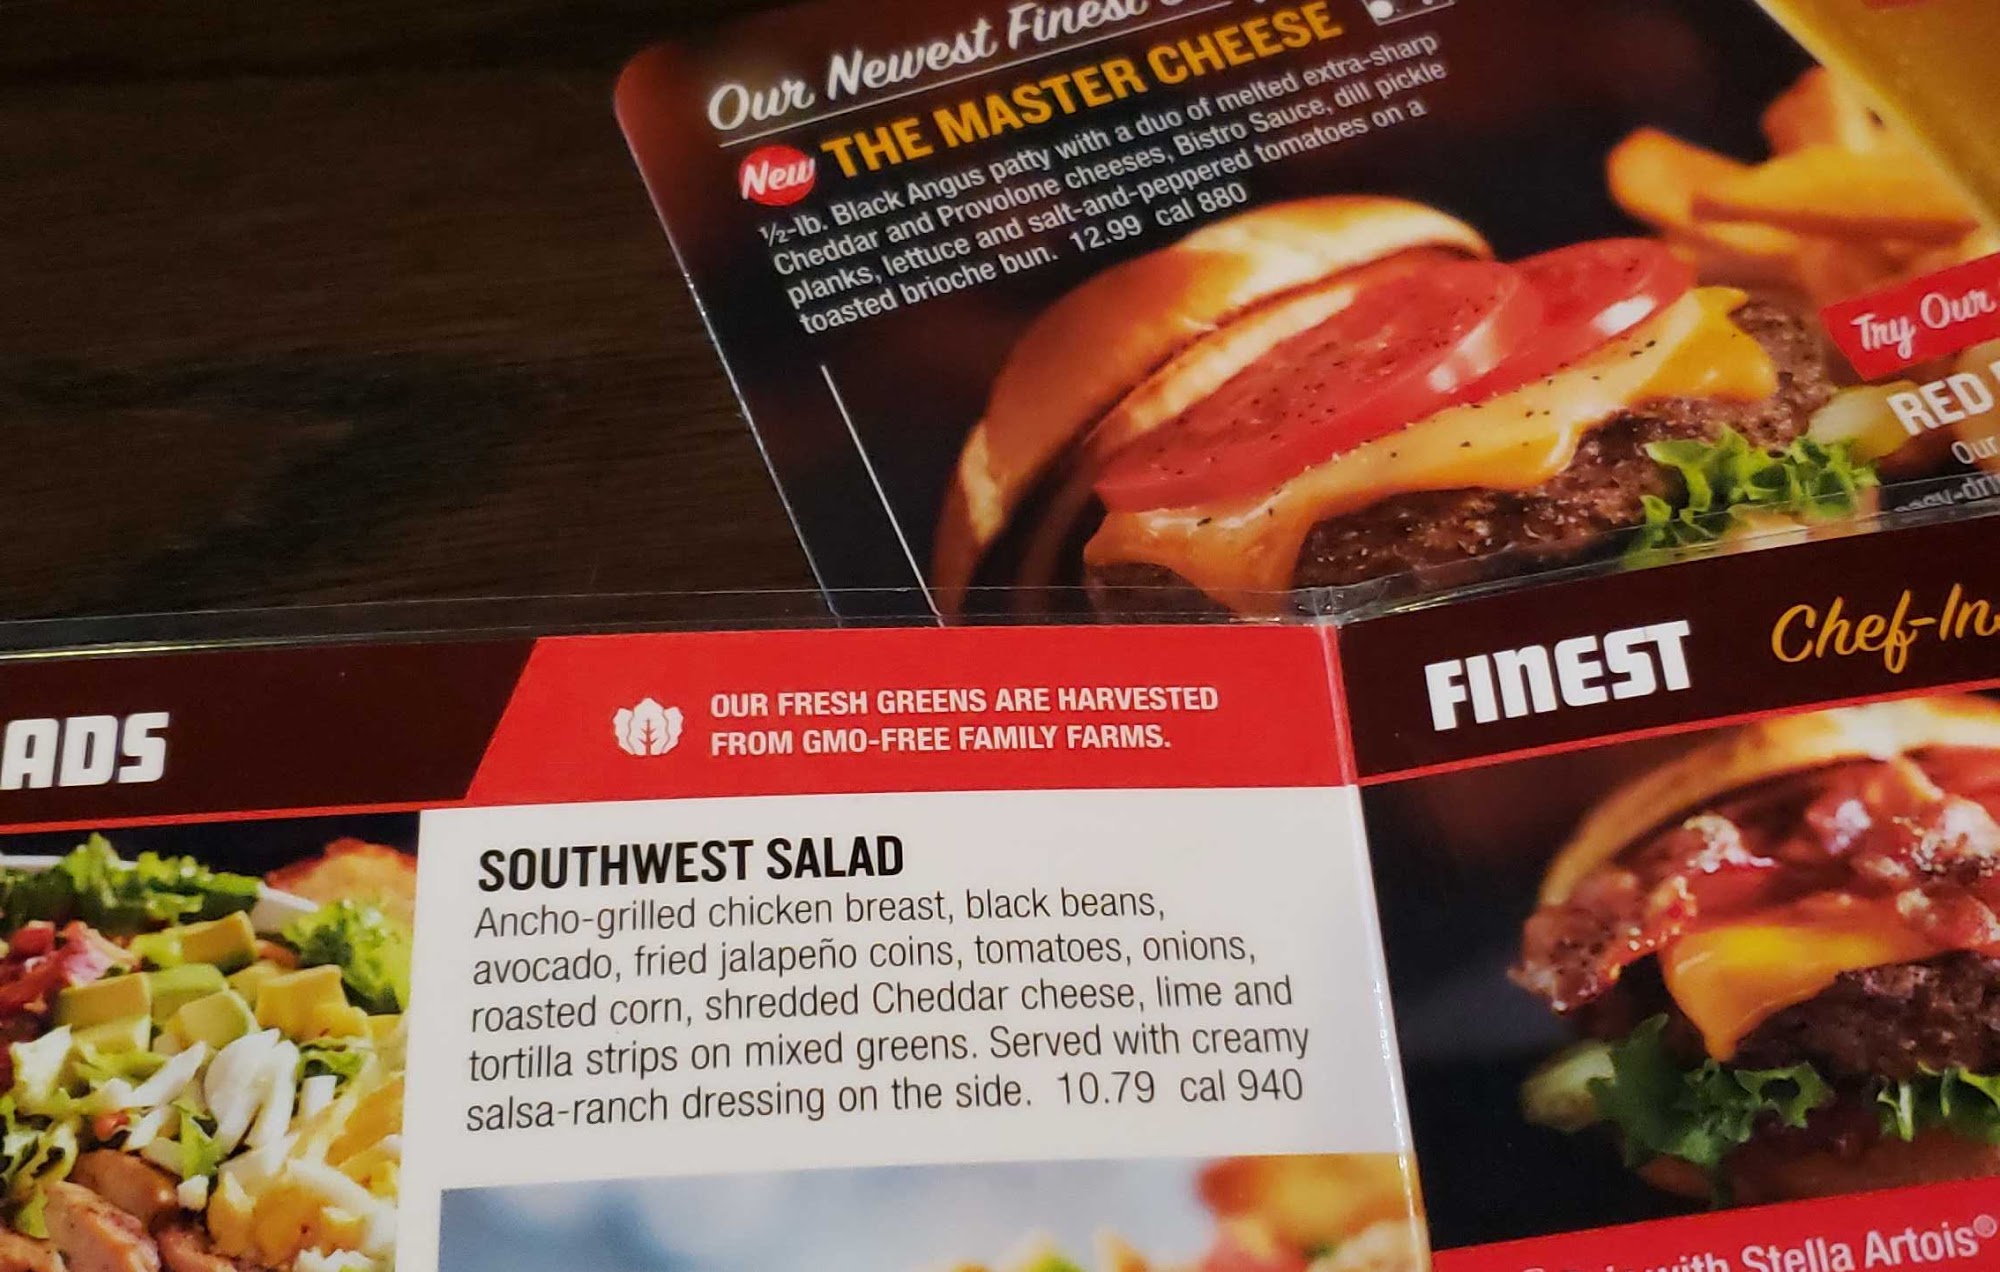 Our Newest Finest
New THE MASTER CHEESE
½-lb. Black Angus patty with a duo of melted extra-sharp
Cheddar and Provolone cheeses, Bistro Sauce, dill pickle
planks, lettuce and salt-and-peppered tomatoes on a
toasted brioche bun. 12.99 cal 880
Try Our
RED
Our
ADS
OUR FRESH GREENS ARE HARVESTED
FROM GMO-FREE FAMILY FARMS.
FINEST Chef-In
SOUTHWEST SALAD
Ancho-grilled chicken breast, black beans,
avocado, fried jalapeño coins, tomatoes, onions,
roasted corn, shredded Cheddar cheese, lime and
tortilla strips on mixed greens. Served with creamy
salsa-ranch dressing on the side. 10.79 cal 940
with Stella Artois®